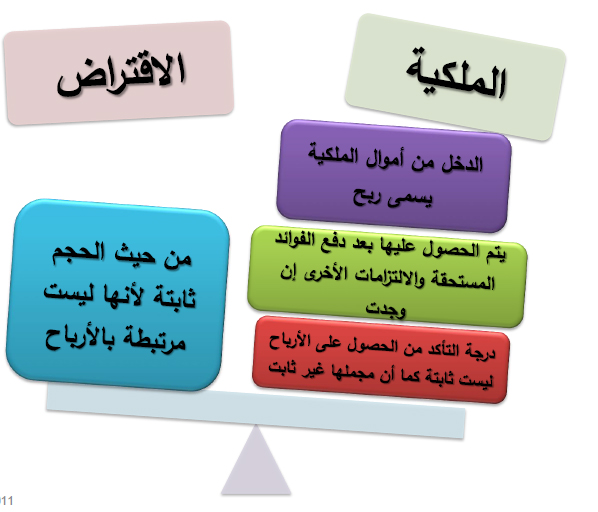 الملكية
الاقتراض
الدخل من أموال الملكية
يسمى ربح
يتم الحصول عليها بعد دفع الفوائد
المستحقة والالتزامات الأخرى إن
وجدت
درجة التأكد من الحصول على الأرباح
ليست ثابتة كما أن مجملها غير ثابت
من حيث الحجم
ثابتة لأنها ليست
مرتبطة بالأرباح